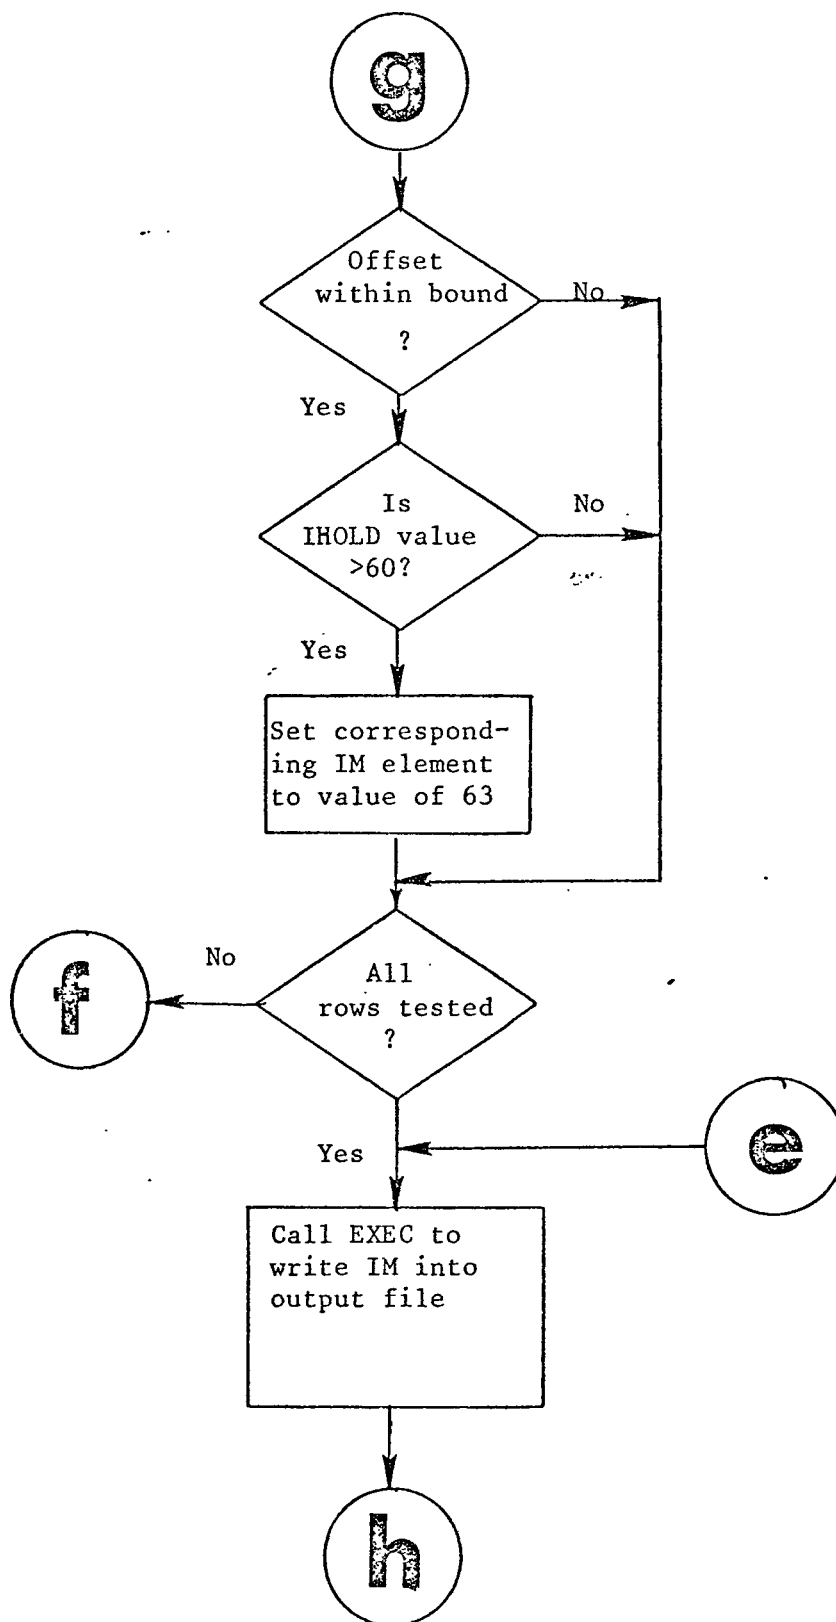 g
Offset
within bound
?
No
Yes
Is
IHOLD value
>60?
No
Yes
Set correspond-
ing IM element
to value of 63
No
f
All
rows tested
?
e
Yes
Call EXEC to
write IM into
output file
h